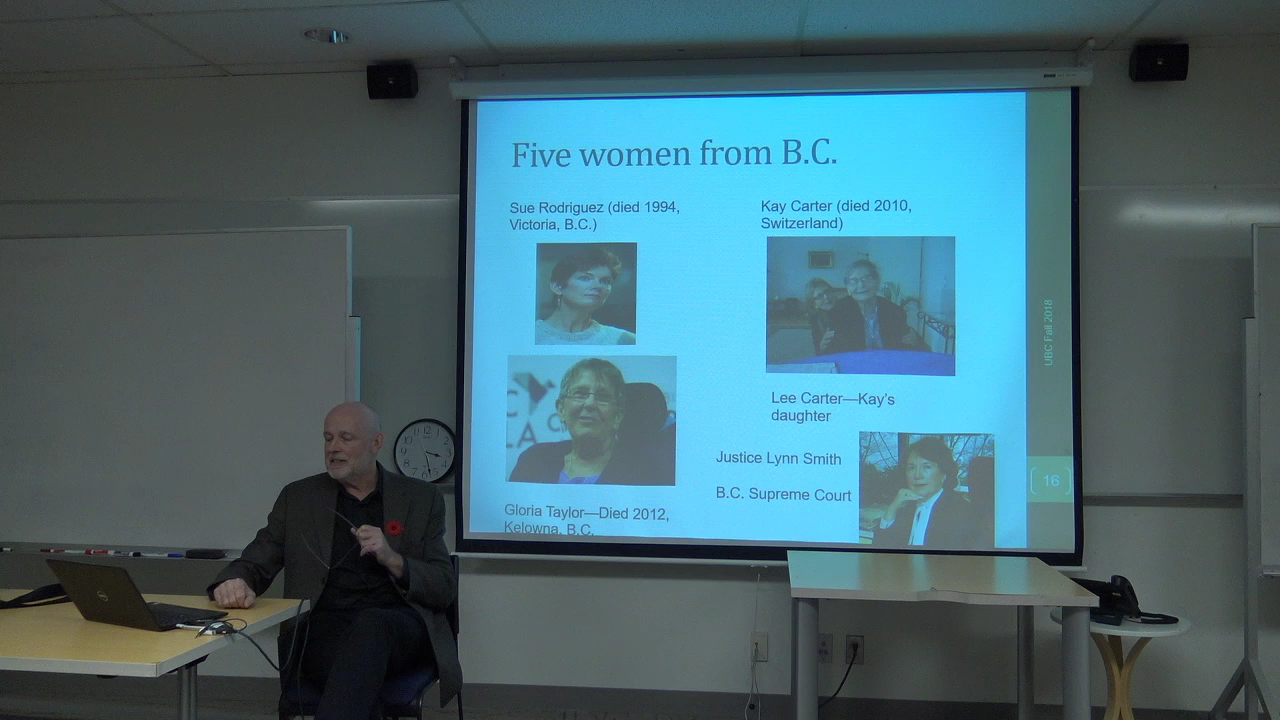 Five women from B.C.
Sue Rodriguez (died 1994,
Victoria, B.C.)
Kay Carter (died 2010,
Switzerland)
Lee Carter—Kay's
daughter
Justice Lynn Smith
B.C. Supreme Court
Gloria Taylor—Died 2012,
Kelowna, B.C.
UBC Fall 2018
16